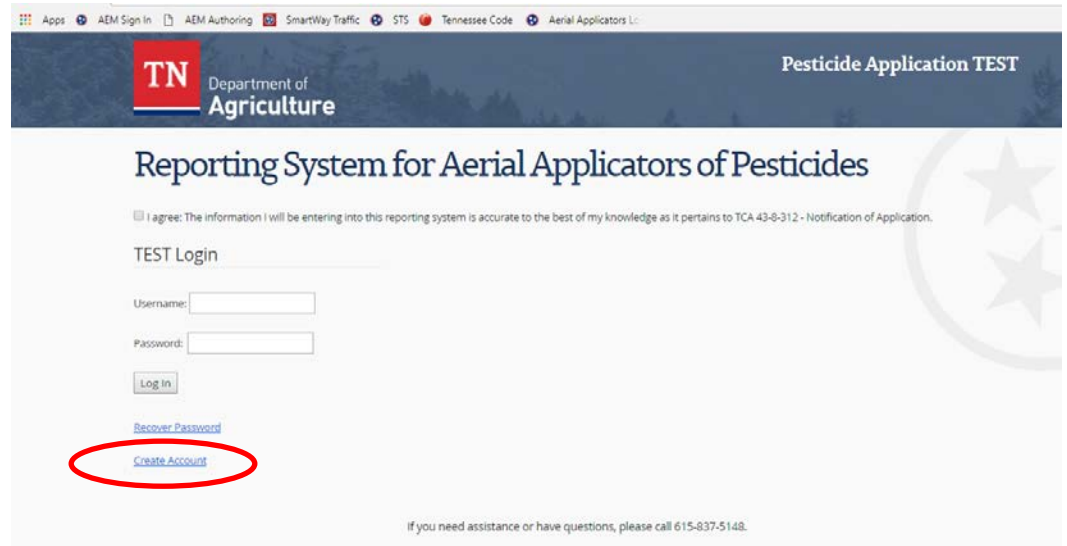 Apps AEM Sign In AEM Authoring SmartWay Traffic STS Tennessee Code Aerial Applicators
TN Department of Agriculture
Pesticide Application TEST
Reporting System for Aerial Applicators of Pesticides
I agree: The information I will be entering into this reporting system is accurate to the best of my knowledge as it pertains to TCA 43-8-312 - Notification of Application.
TEST Login
Username:
Password:
Log In
Recover Password
Create Account
If you need assistance or have questions, please call 615-837-5148.